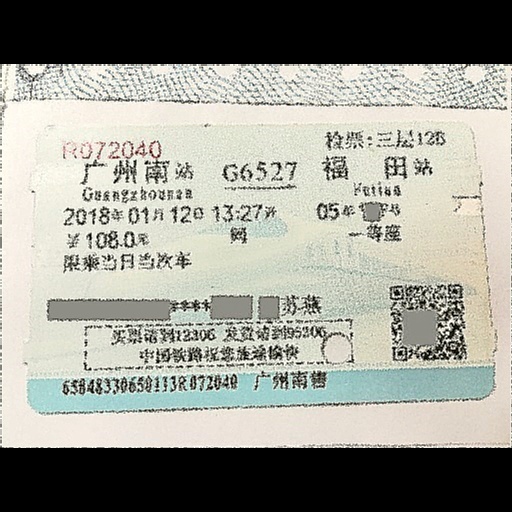 R072040 检票:三层12B
广州南站 G6527 福田站
Guangzhounan Futian
2018年01月12日 13:27开 05车 号
¥108.0元 网 一等座
限乘当日当次车
**** 苏燕
买票请到12306 发货请到95306
中国铁路祝您旅途愉快
65848330650113R072040 广州南售